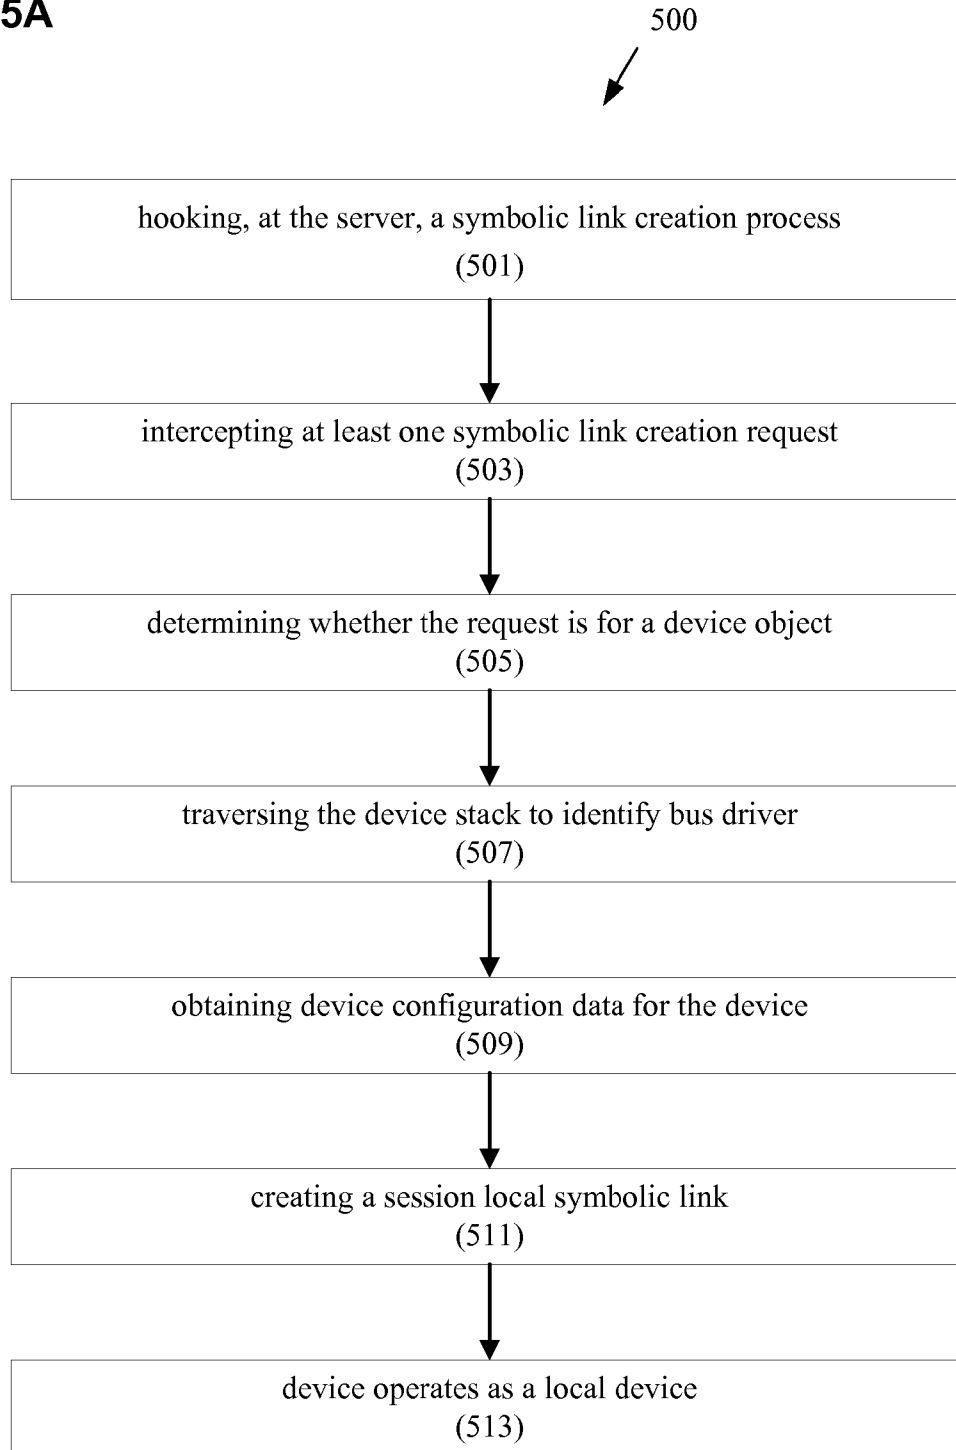 5A
500
hooking, at the server, a symbolic link creation process
(501)
intercepting at least one symbolic link creation request
(503)
determining whether the request is for a device object
(505)
traversing the device stack to identify bus driver
(507)
obtaining device configuration data for the device
(509)
creating a session local symbolic link
(511)
device operates as a local device
(513)